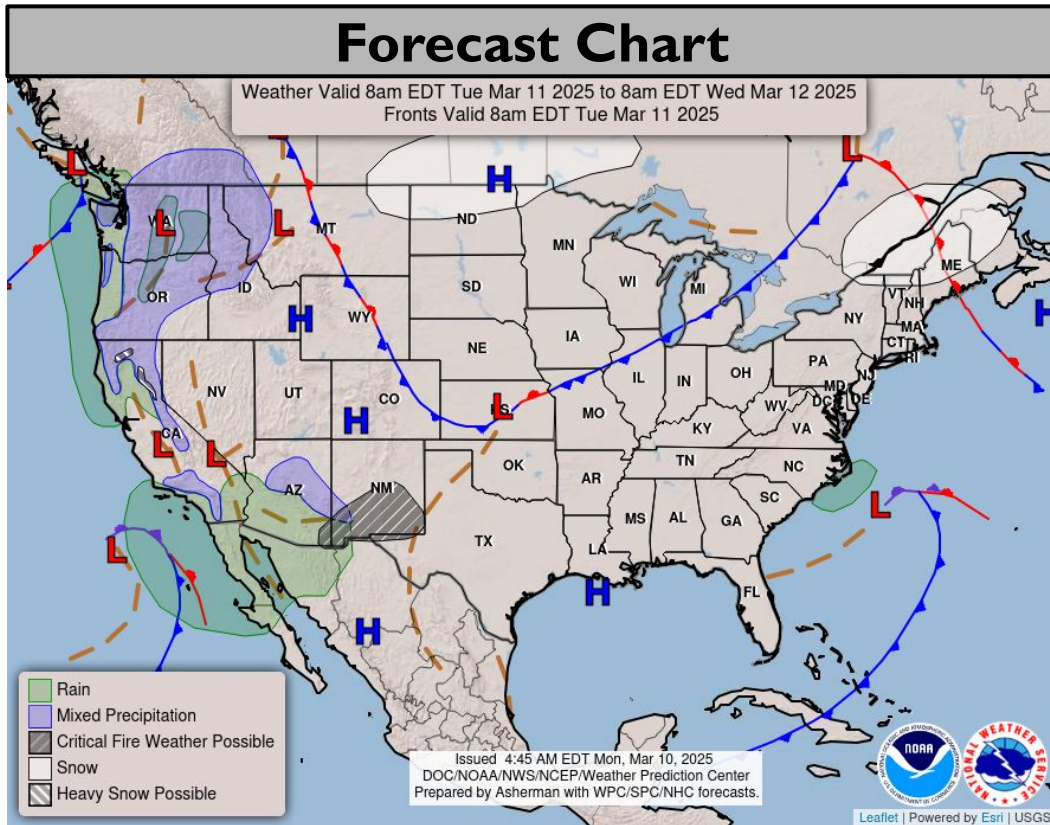 Forecast Chart
Weather Valid 8am EDT Tue Mar 11 2025 to 8am EDT Wed Mar 12 2025
Fronts Valid 8am EDT Tue Mar 11 2025
L
L
L
H
H
WA
L
L
MT
ND
MN
ME
OR
ID
SD
WI
MI
VT
NH
H
WY
NY
MA
H
IA
CT
RI
NE
PA
NJ
NV
UT
CO
IL
IN
OH
MD
DE
DC
WV
H
KS
L
MO
KY
VA
CA
L
L
TN
NC
AZ
NM
OK
AR
SC
L
MS
AL
GA
TX
L
LA
H
FL
H
Rain
Mixed Precipitation
Critical Fire Weather Possible
Snow
Heavy Snow Possible
Issued 4:45 AM EDT Mon, Mar 10, 2025
DOC/NOAA/NWS/NCEP/Weather Prediction Center
Prepared by Asherman with WPC/SPC/NHC forecasts.
NOAA
NATIONAL WEATHER SERVICE
Leaflet | Powered by Esri | USGS